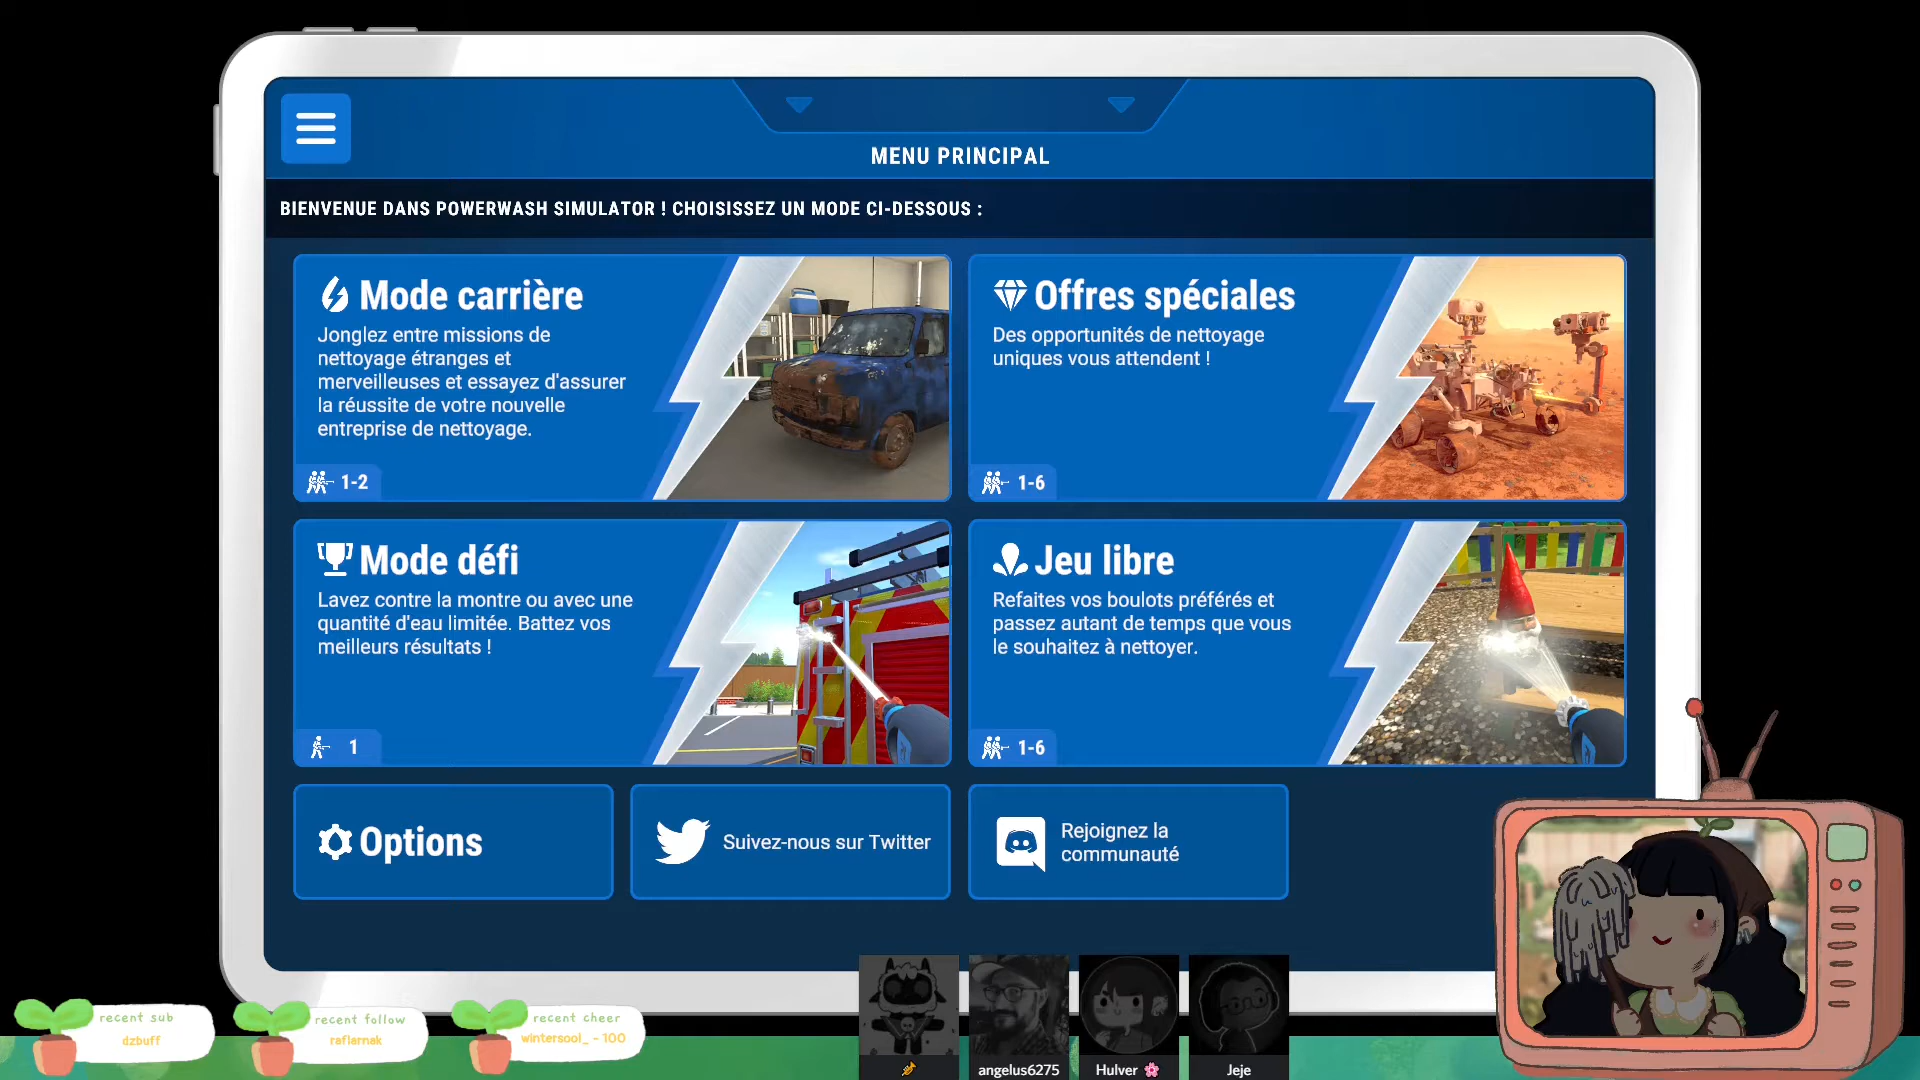 MENU PRINCIPAL
BIENVENUE DANS POWERWASH SIMULATOR ! CHOISISSEZ UN MODE CI-DESSOUS :
Mode carrière
Jonglez entre missions de
nettoyage étranges et
merveilleuses et essayez d'assurer
la réussite de votre nouvelle
entreprise de nettoyage.
1-2
Offres spéciales
Des opportunités de nettoyage
uniques vous attendent !
1-6
Mode défi
Lavez contre la montre ou avec une
quantité d'eau limitée. Battez vos
meilleurs résultats !
1
Jeu libre
Refaites vos boulots préférés et
passez autant de temps que vous
le souhaitez à nettoyer.
1-6
Options
Suivez-nous sur Twitter
Rejoignez la
communauté
recent sub
dzbuff
recent follow
raflarnak
recent cheer
wintersool_ - 100
angelus6275
Hulver 🌸
Jeje